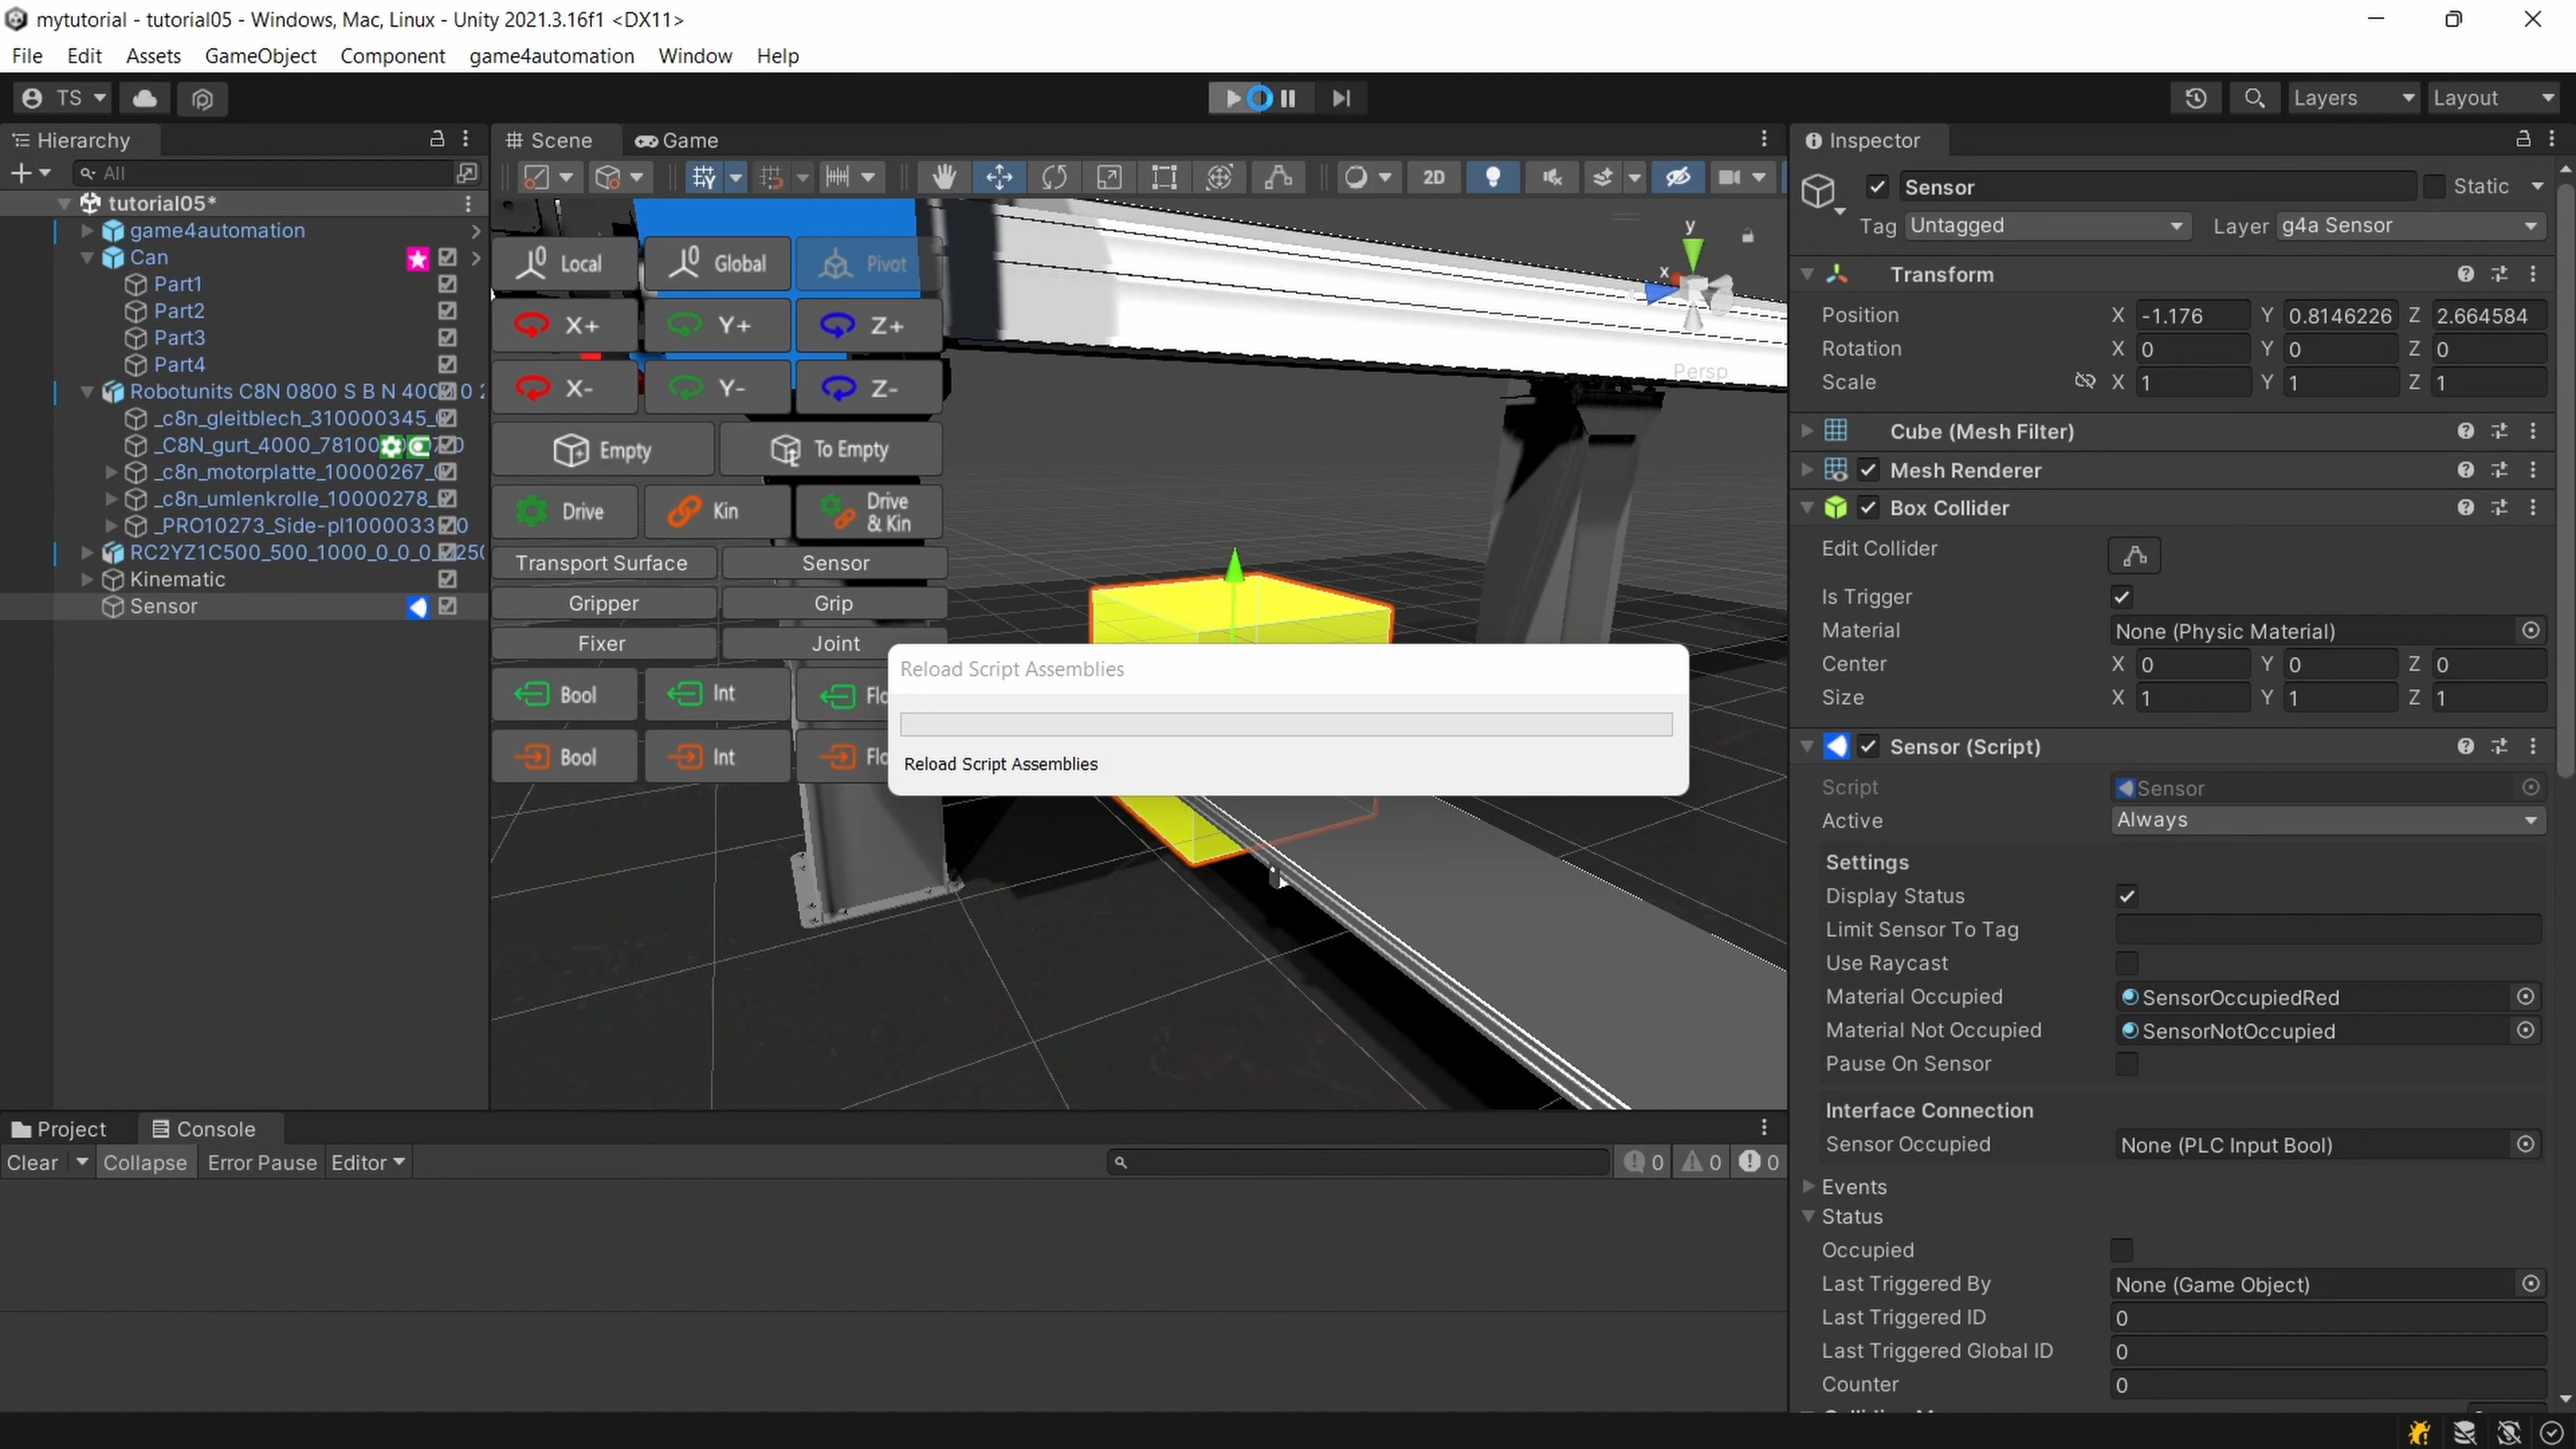 mytutorial - tutorial05 - Windows, Mac, Linux - Unity 2021.3.16f1 <DX11>
File Edit Assets GameObject Component game4automation Window Help
TS Layers Layout
Hierarchy
All
tutorial05*
game4automation
Can
Part1
Part2
Part3
Part4
Robotunits C8N 0800 S B N 400
_c8n_gleitblech_310000345_
_C8N_gurt_4000_78100
_c8n_motorplatte_10000267_
_c8n_umlenkrolle_10000278_
_PRO10273_Side-pl1000033
RC2YZ1C500_500_1000_0_0_0_
Kinematic
Sensor
Scene Game
2D
Local Global Pivot
X+ Y+ Z+
X- Y- Z-
Empty To Empty
Drive Kin Drive & Kin
Transport Surface Sensor
Gripper Grip
Fixer Joint
Bool Int Flo
Bool Int Flo
y
x
Persp
Reload Script Assemblies
Reload Script Assemblies
Project Console
Clear Collapse Error Pause Editor
0 0 0
Inspector
Sensor Static
Tag Untagged Layer g4a Sensor
Transform
Position X -1.176 Y 0.8146226 Z 2.664584
Rotation X 0 Y 0 Z 0
Scale X 1 Y 1 Z 1
Cube (Mesh Filter)
Mesh Renderer
Box Collider
Edit Collider
Is Trigger
Material None (Physic Material)
Center X 0 Y 0 Z 0
Size X 1 Y 1 Z 1
Sensor (Script)
Script Sensor
Active Always
Settings
Display Status
Limit Sensor To Tag
Use Raycast
Material Occupied SensorOccupiedRed
Material Not Occupied SensorNotOccupied
Pause On Sensor
Interface Connection
Sensor Occupied None (PLC Input Bool)
Events
Status
Occupied
Last Triggered By None (Game Object)
Last Triggered ID 0
Last Triggered Global ID 0
Counter 0